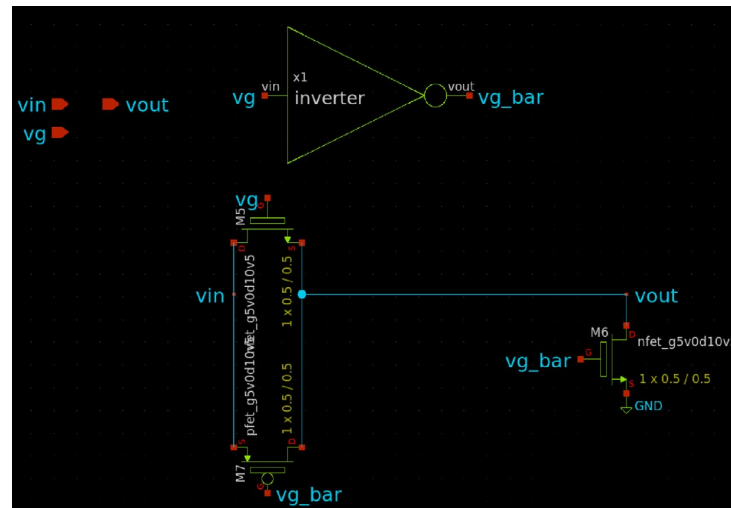 vin
vout
vg
vg
vin
x1
inverter
vout
vg_bar
vg
G
M5
D
S
1 x 0.5 / 0.5
vin
vout
M6
D
G
S
vg_bar
1 x 0.5 / 0.5
GND
pfet_g5v0d10v5
1 x 0.5 / 0.5
S
D
M7
G
vg_bar